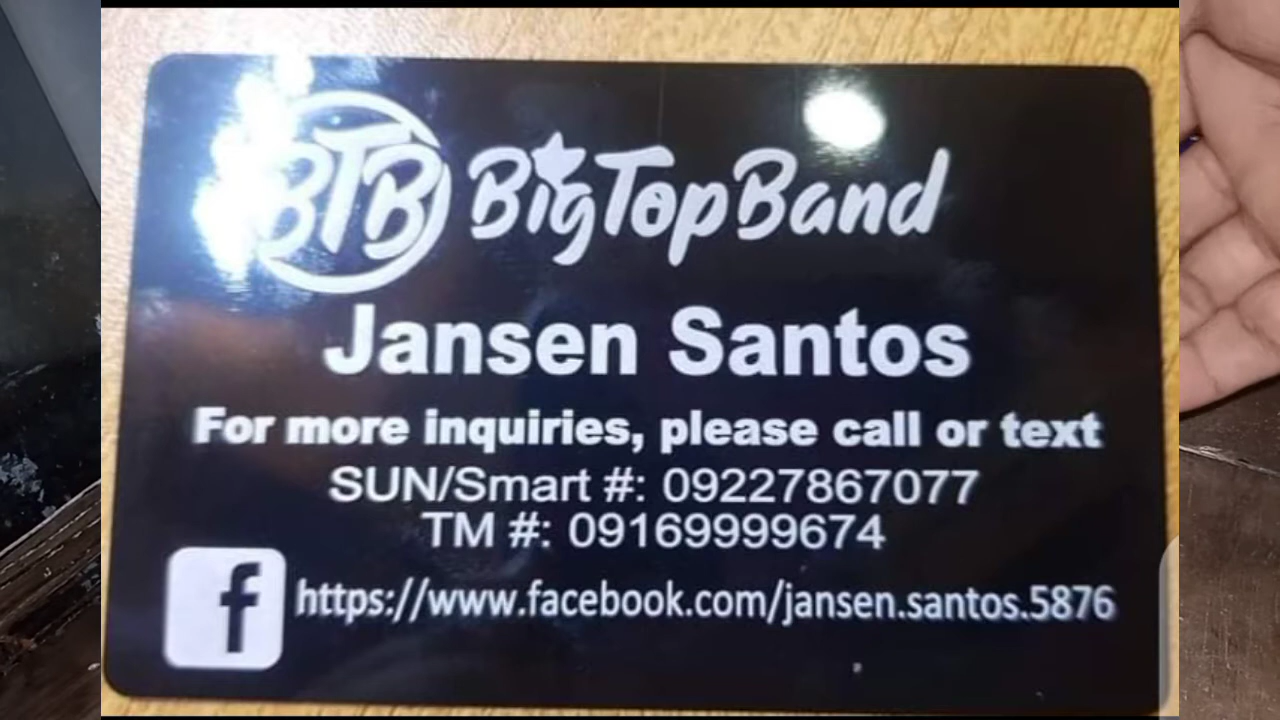 BTB BigTopBand
Jansen Santos
For more inquiries, please call or text
SUN/Smart #: 09227867077
TM #: 09169999674
f https://www.facebook.com/jansen.santos.5876